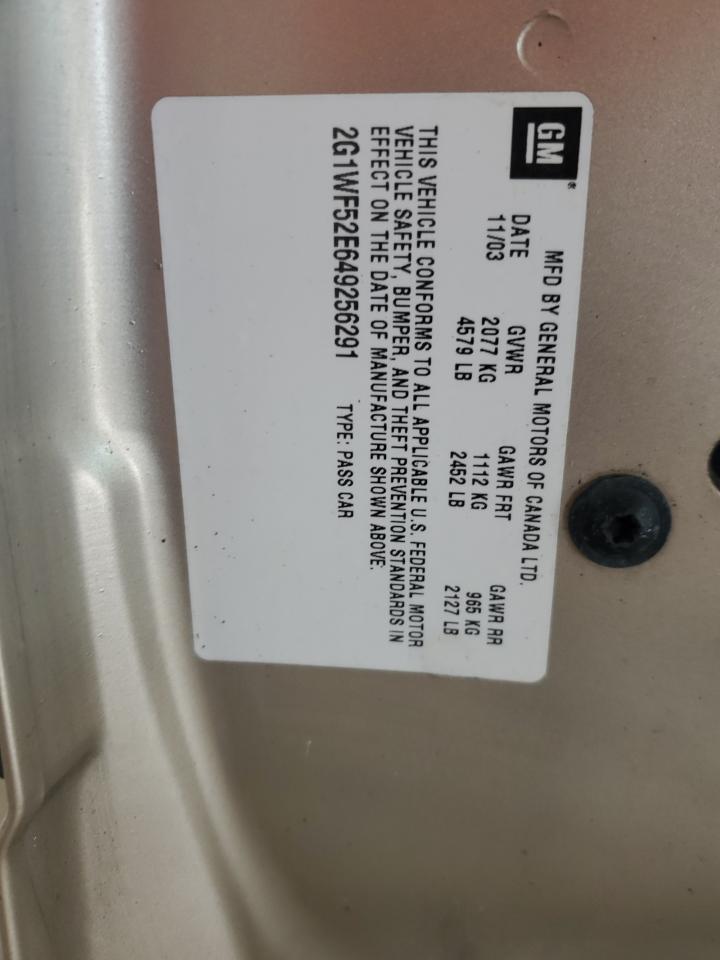 GM®
MFD BY GENERAL MOTORS OF CANADA LTD.
DATE GVWR GAWR FRT GAWR RR
11/03 2077 KG 1112 KG 965 KG
4579 LB 2452 LB 2127 LB
THIS VEHICLE CONFORMS TO ALL APPLICABLE U.S. FEDERAL MOTOR
VEHICLE SAFETY, BUMPER, AND THEFT PREVENTION STANDARDS IN
EFFECT ON THE DATE OF MANUFACTURE SHOWN ABOVE.
2G1WF52E649256291 TYPE: PASS CAR